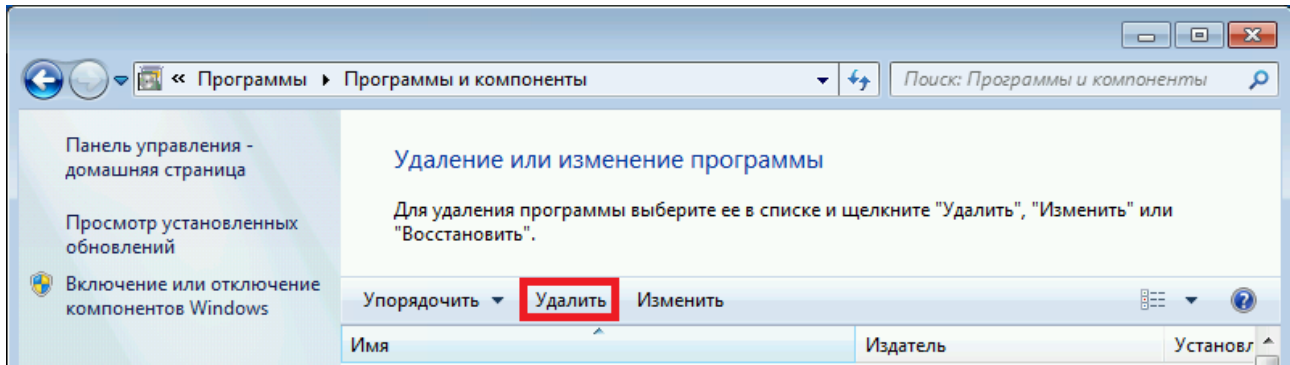 « Программы ▸ Программы и компоненты
Поиск: Программы и компоненты
Панель управления -
домашняя страница
Просмотр установленных
обновлений
Включение или отключение
компонентов Windows
Удаление или изменение программы
Для удаления программы выберите ее в списке и щелкните "Удалить", "Изменить" или
"Восстановить".
Упорядочить Удалить Изменить
Имя Издатель Установл